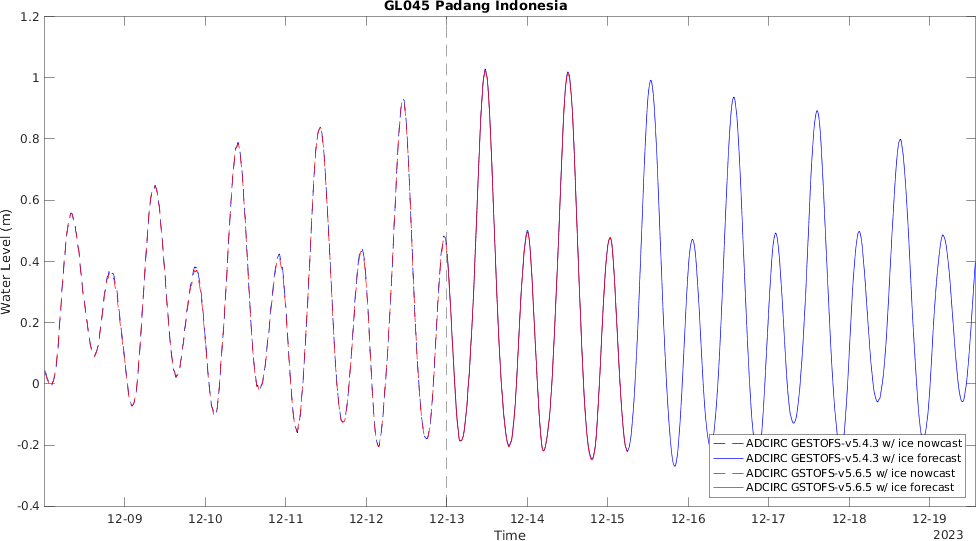 GL045 Padang Indonesia
1.2
1
0.8
0.6
0.4
0.2
0
-0.2
-0.4
Water Level (m)
ADCIRC GESTOFS-v5.4.3 w/ ice nowcast
ADCIRC GESTOFS-v5.4.3 w/ ice forecast
ADCIRC GSTOFS-v5.6.5 w/ ice nowcast
ADCIRC GSTOFS-v5.6.5 w/ ice forecast
12-09 12-10 12-11 12-12 12-13 12-14 12-15 12-16 12-17 12-18 12-19
Time
2023